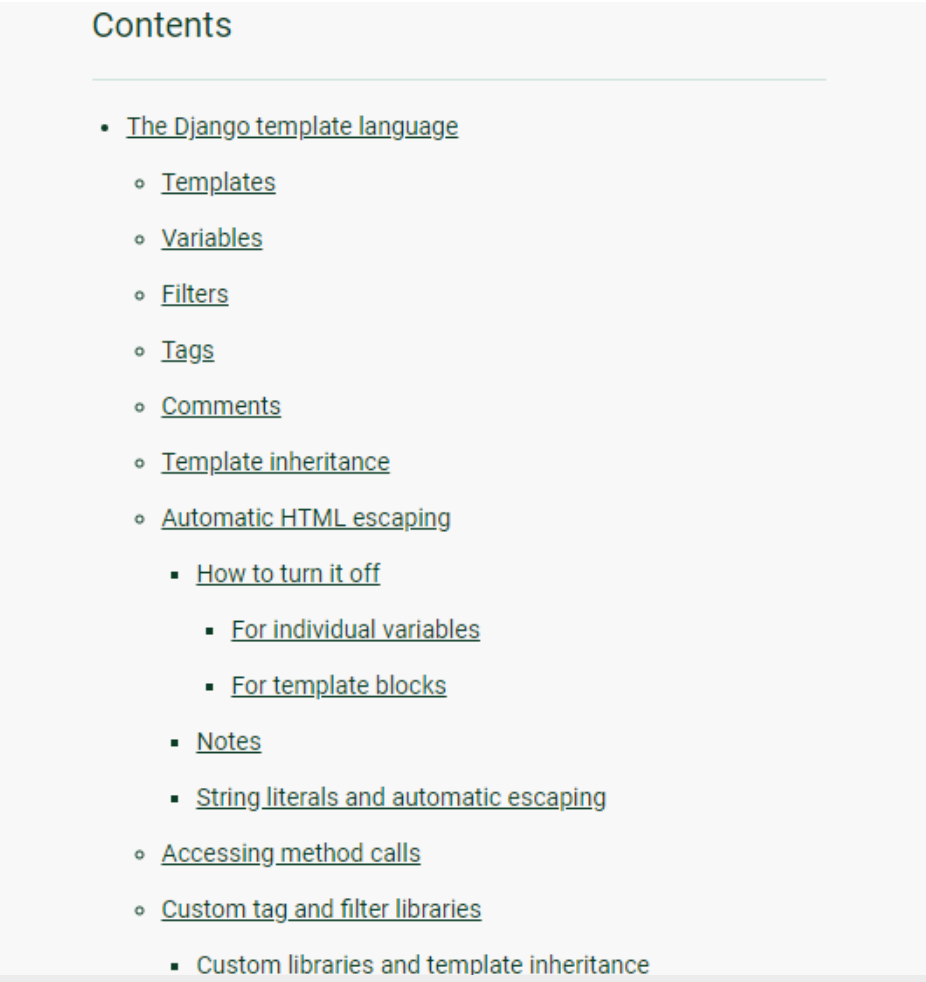 Contents
The Django template language
Templates
Variables
Filters
Tags
Comments
Template inheritance
Automatic HTML escaping
How to turn it off
For individual variables
For template blocks
Notes
String literals and automatic escaping
Accessing method calls
Custom tag and filter libraries
Custom libraries and template inheritance